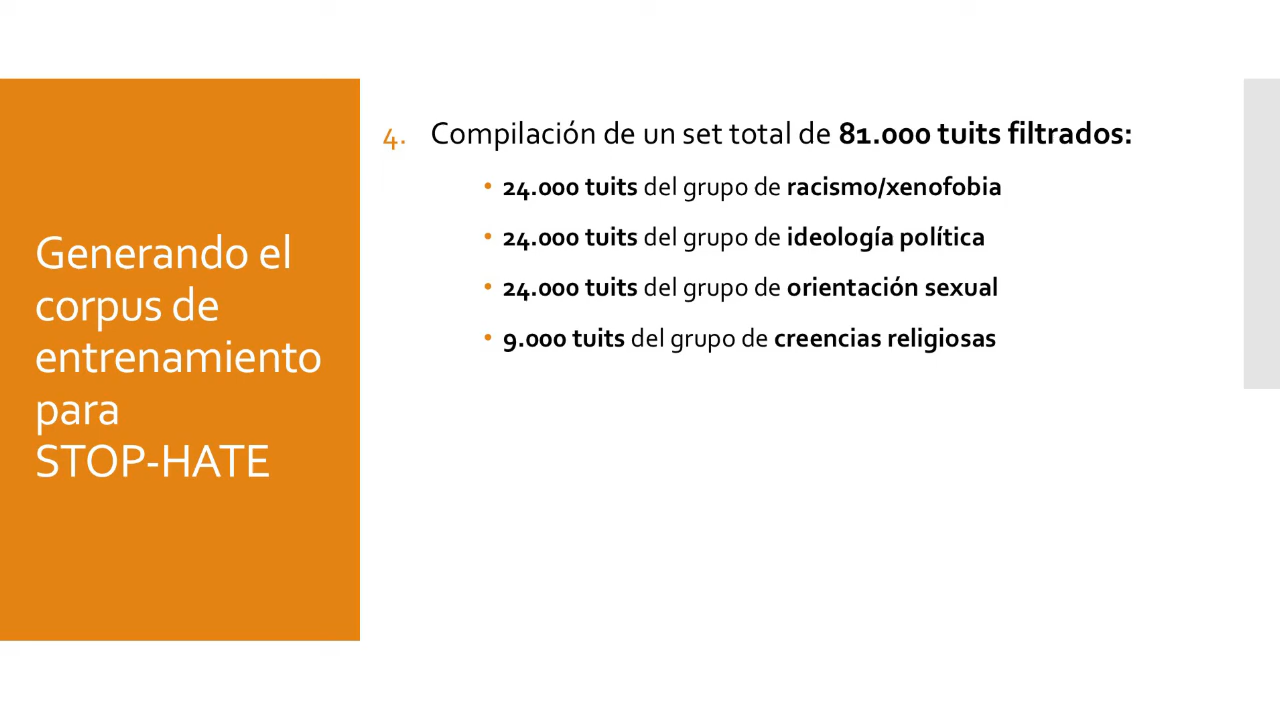 Generando el
corpus de
entrenamiento
para
STOP-HATE
4. Compilación de un set total de 81.000 tuits filtrados:
• 24.000 tuits del grupo de racismo/xenofobia
• 24.000 tuits del grupo de ideología política
• 24.000 tuits del grupo de orientación sexual
• 9.000 tuits del grupo de creencias religiosas